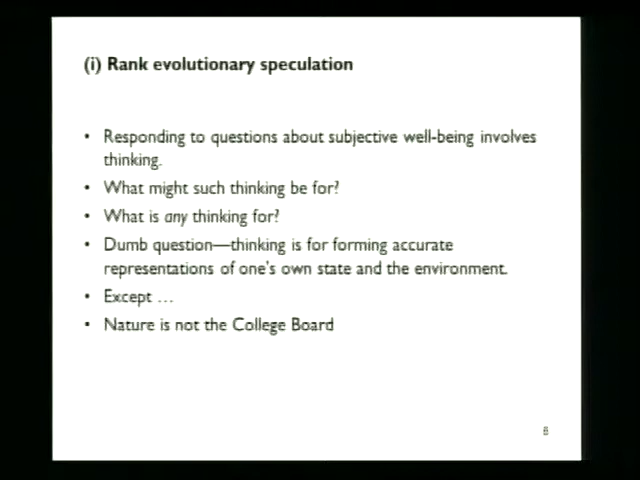 (i) Rank evolutionary speculation
• Responding to questions about subjective well-being involves
thinking.
• What might such thinking be for?
• What is any thinking for?
• Dumb question—thinking is for forming accurate
representations of one's own state and the environment.
• Except …
• Nature is not the College Board
8